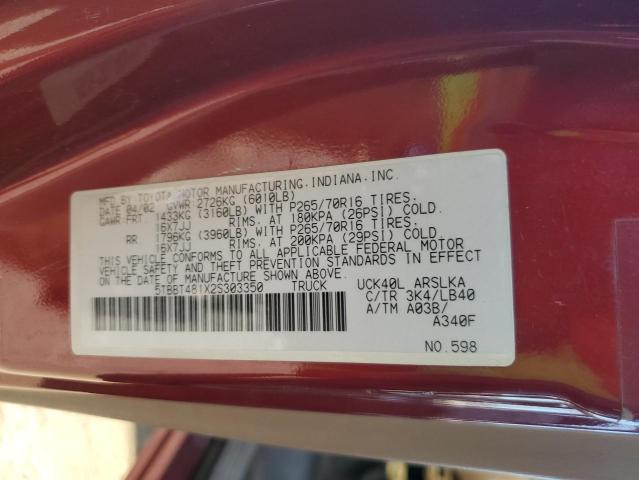 MFD. BY TOYOTA MOTOR MANUFACTURING, INDIANA, INC.
DATE 04/02 GVWR 2726KG (6010LB)
GAWR FRT 1433KG (3160LB) WITH P265/70R16 TIRES.
16X7JJ RIMS. AT 180KPA (26PSI) COLD.
RR 1796KG (3960LB) WITH P265/70R16 TIRES.
16X7JJ RIMS. AT 200KPA (29PSI) COLD.
THIS VEHICLE CONFORMS TO ALL APPLICABLE FEDERAL MOTOR
VEHICLE SAFETY AND THEFT PREVENTION STANDARDS IN EFFECT ON
THE DATE OF MANUFACTURE SHOWN ABOVE.
5TBBT481X2S303350 TRUCK UCK40L ARSLKA
C/TR 3K4/LB40
A/TM A03B/
A340F
NO.598